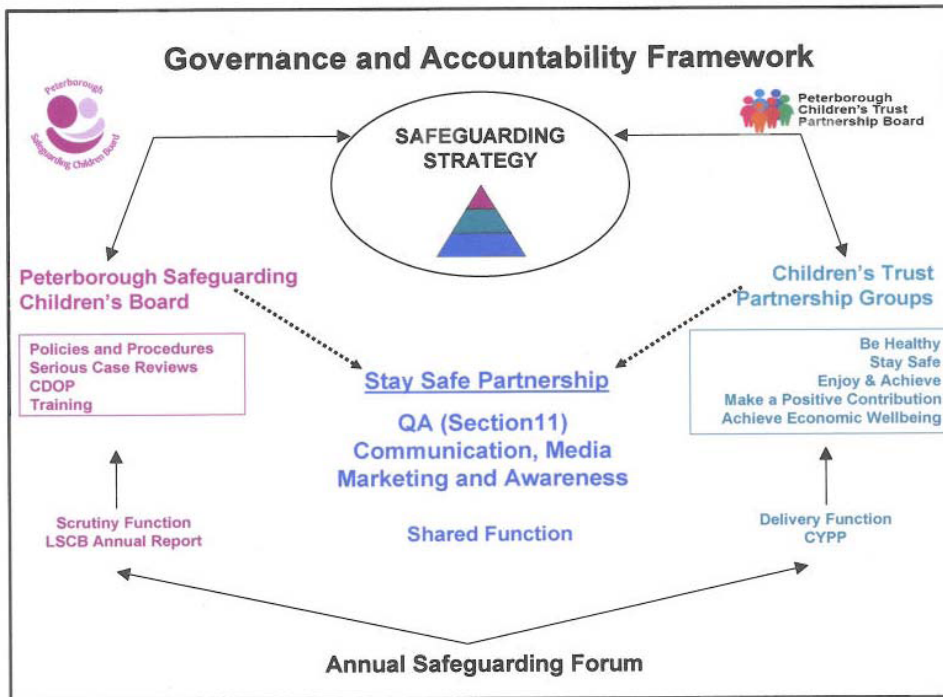 Governance and Accountability Framework
Peterborough
Safeguarding Children Board
Peterborough
Children's Trust
Partnership Board
SAFEGUARDING
STRATEGY
Peterborough Safeguarding
Children's Board
Children's Trust
Partnership Groups
Policies and Procedures
Serious Case Reviews
CDOP
Training
Be Healthy
Stay Safe
Enjoy & Achieve
Make a Positive Contribution
Achieve Economic Wellbeing
Stay Safe Partnership
QA (Section11)
Communication, Media
Marketing and Awareness
Shared Function
Scrutiny Function
LSCB Annual Report
Delivery Function
CYPP
Annual Safeguarding Forum